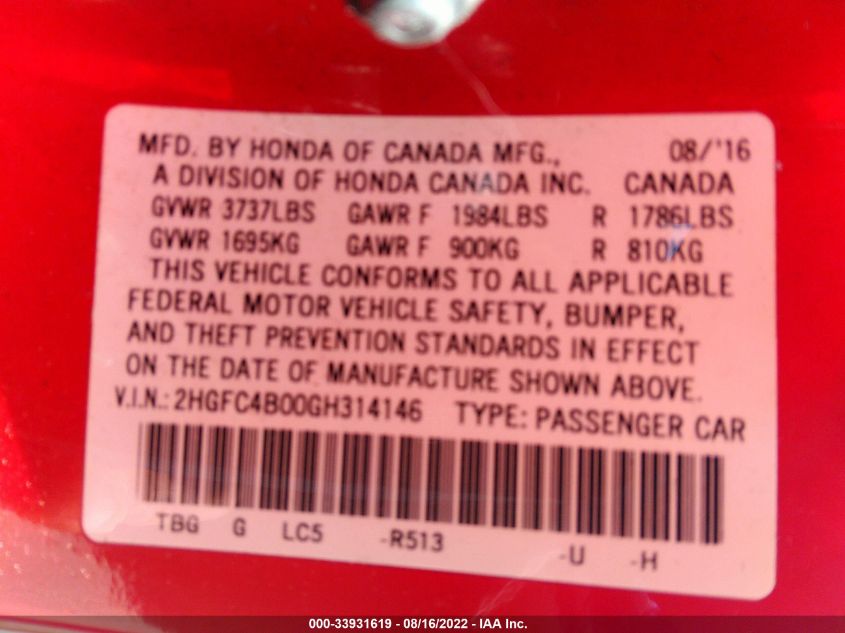 MFD. BY HONDA OF CANADA MFG., 08/'16
A DIVISION OF HONDA CANADA INC. CANADA
GVWR 3737LBS GAWR F 1984LBS R 1786LBS
GVWR 1695KG GAWR F 900KG R 810KG
THIS VEHICLE CONFORMS TO ALL APPLICABLE
FEDERAL MOTOR VEHICLE SAFETY, BUMPER,
AND THEFT PREVENTION STANDARDS IN EFFECT
ON THE DATE OF MANUFACTURE SHOWN ABOVE.
V.I.N.: 2HGFC4B00GH314146 TYPE: PASSENGER CAR
TBG G LC5 -R513 -U -H
000-33931619 - 08/16/2022 - IAA Inc.